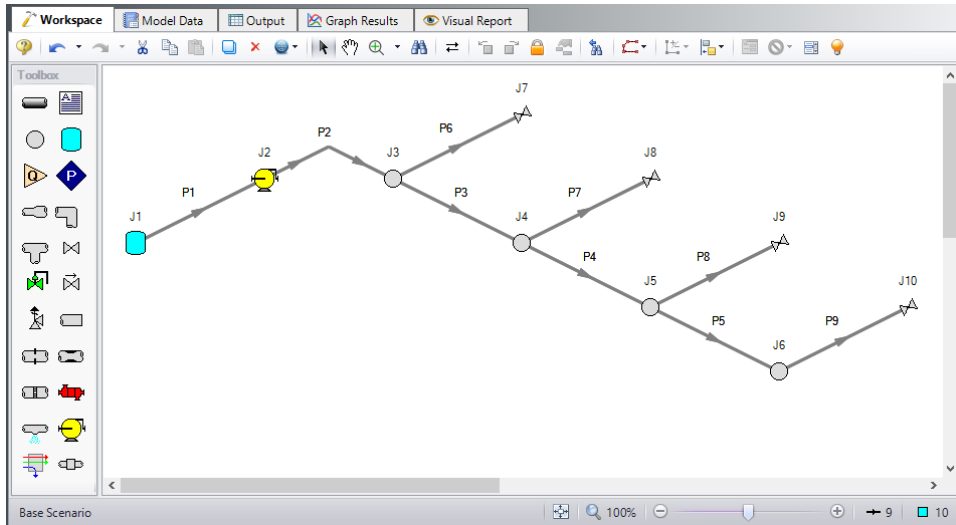 Workspace
Model Data
Output
Graph Results
Visual Report
Toolbox
A
Q
P
J7
P2
P6
J2
J3
J8
P1
P3
P7
J1
J4
J9
P4
P8
J5
J10
P5
P9
J6
Base Scenario
100%
9
10